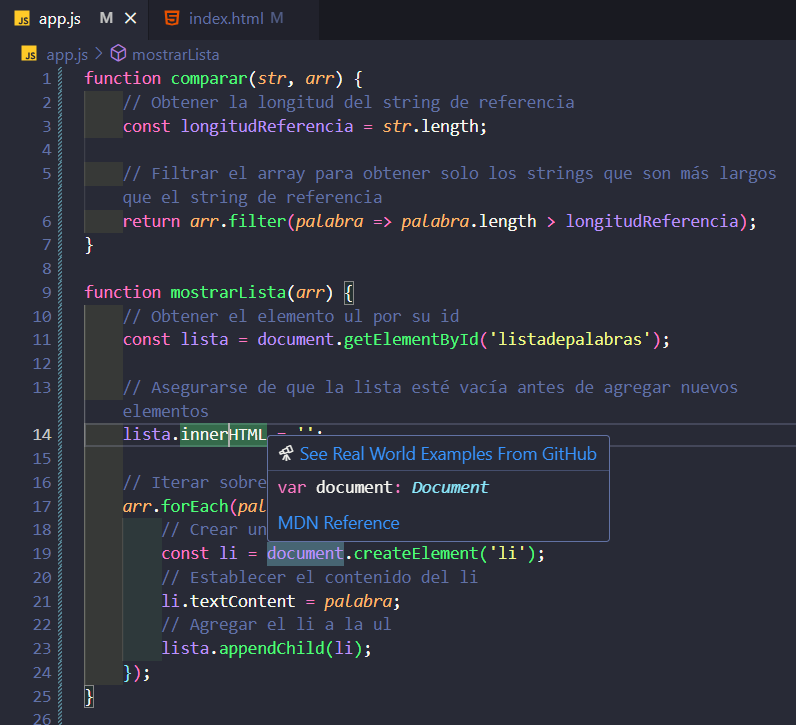 JS app.js M × index.html M
JS app.js > mostrarLista
1 function comparar(str, arr) {
2 // Obtener la longitud del string de referencia
3 const longitudReferencia = str.length;
4
5 // Filtrar el array para obtener solo los strings que son más largos
que el string de referencia
6 return arr.filter(palabra => palabra.length > longitudReferencia);
7 }
8
9 function mostrarLista(arr) {
10 // Obtener el elemento ul por su id
11 const lista = document.getElementById('listadepalabras');
12
13 // Asegurarse de que la lista esté vacía antes de agregar nuevos
elementos
14 lista.innerHTML = '';
See Real World Examples From GitHub
15
var document: Document
16 // Iterar sobre
17 arr.forEach(pal
MDN Reference
18 // Crear un
19 const li = document.createElement('li');
20 // Establecer el contenido del li
21 li.textContent = palabra;
22 // Agregar el li a la ul
23 lista.appendChild(li);
24 });
25 }
26